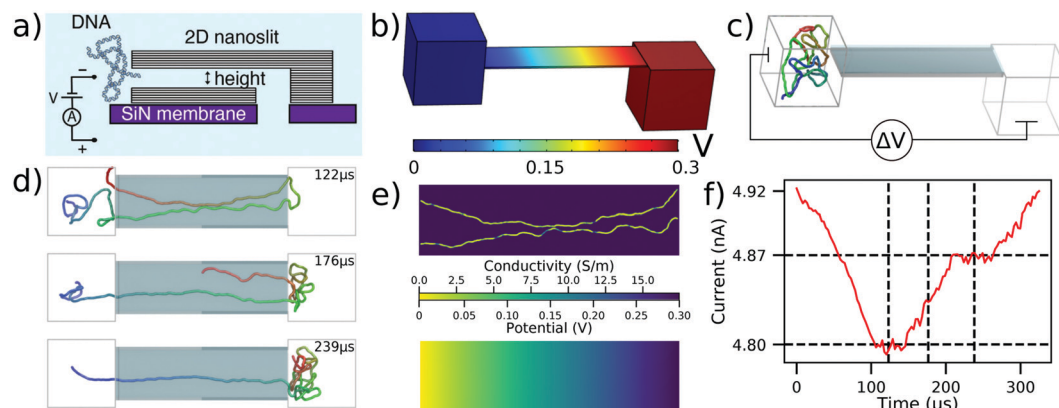 a)
DNA
2D nanoslit
height
V
A
−
+
SiN membrane
b)
V
0 0.15 0.3
c)
ΔV
d)
122µs
176µs
239µs
e)
Conductivity (S/m)
0.0 2.5 5.0 7.5 10.0 12.5 15.0
0.00 0.05 0.10 0.15 0.20 0.25 0.30
Potential (V)
f)
Current (nA)
4.92
4.87
4.80
0 100 200 300
Time (µs)